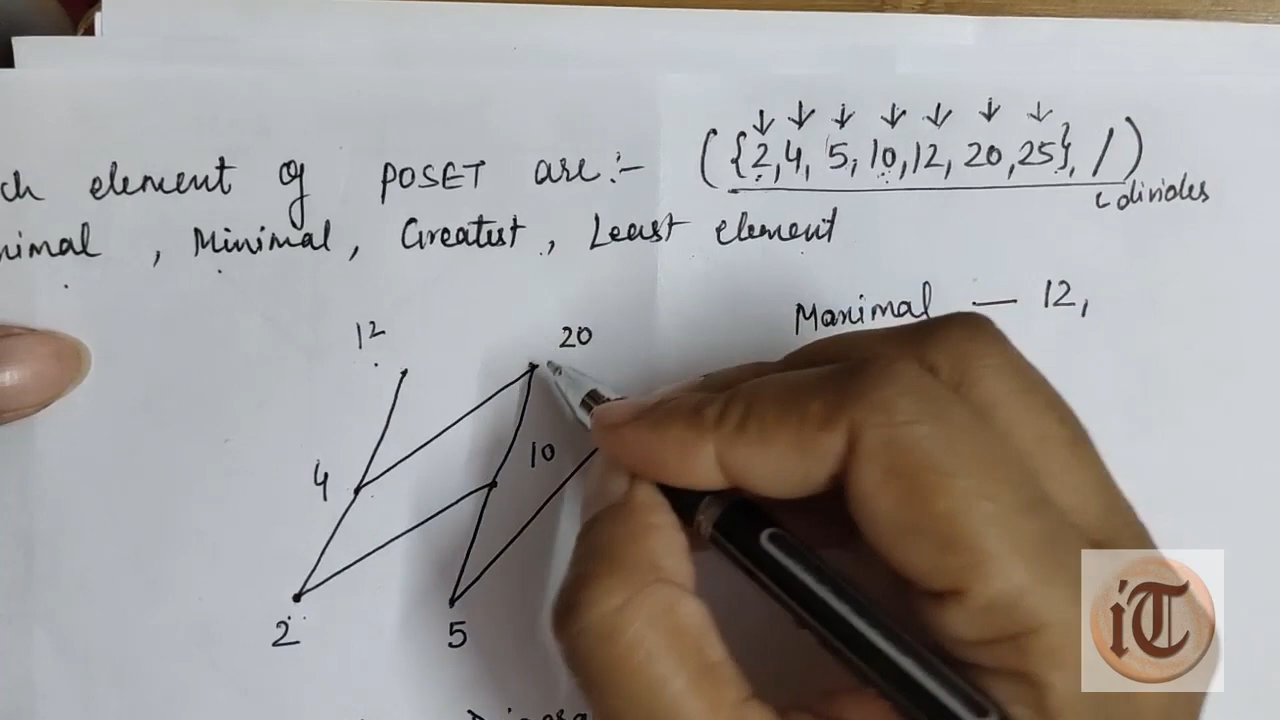 ch element of POSET are:- ({2,4, 5, 10,12, 20,25}, /)
divides
nimal , Minimal, Greatest, Least element
Maximal — 12,
12
20
10
4
2
5
iT